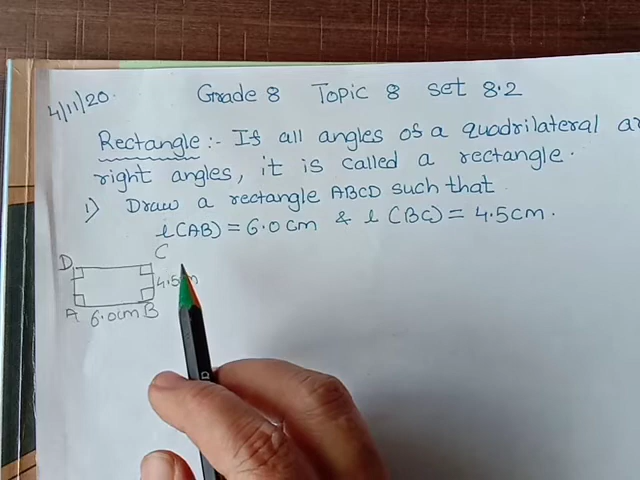 4/11/20.
Grade 8 Topic 8 set 8.2
Rectangle :- If all angles of a quadrilateral
right angles, it is called a rectangle.
1) Draw a rectangle ABCD such that
l(AB) = 6.0 cm & l(BC) = 4.5 cm.
D C
4.5
A 6.0cm B